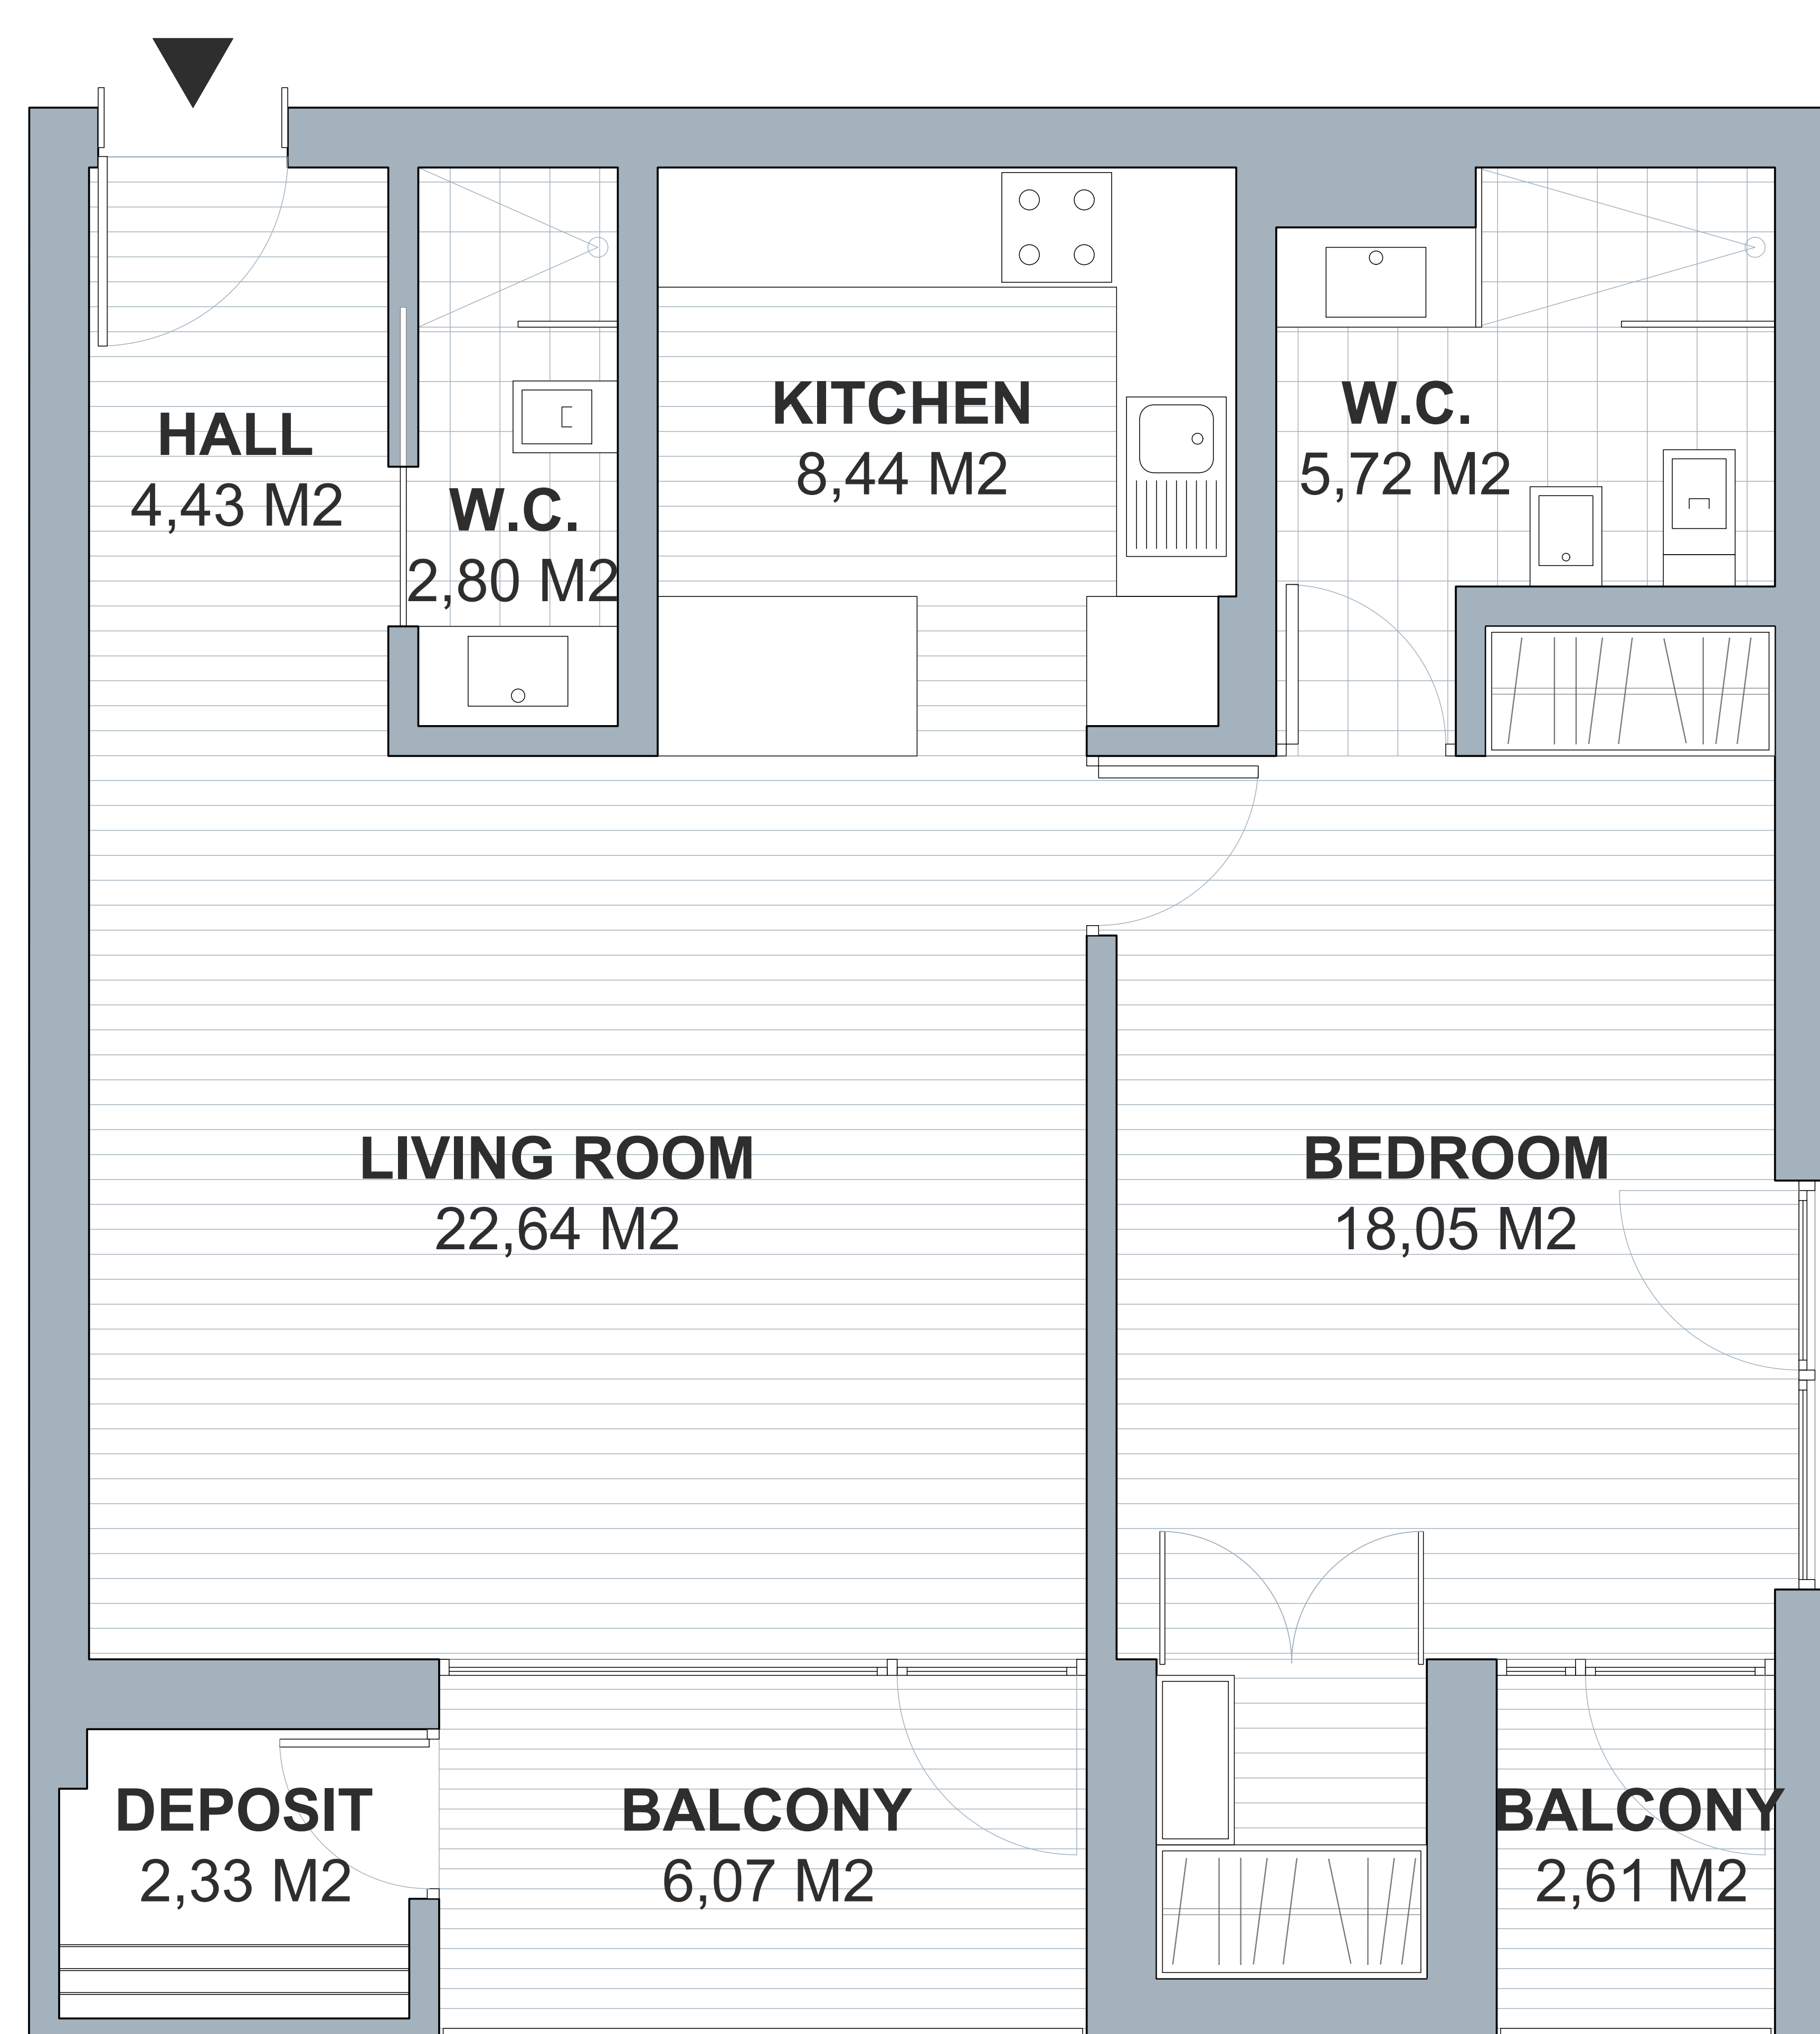 KITCHEN
8,44 M2
W.C.
5,72 M2
HALL
4,43 M2
W.C.
2,80 M2
LIVING ROOM
22,64 M2
BEDROOM
18,05 M2
DEPOSIT
2,33 M2
BALCONY
6,07 M2
BALCONY
2,61 M2